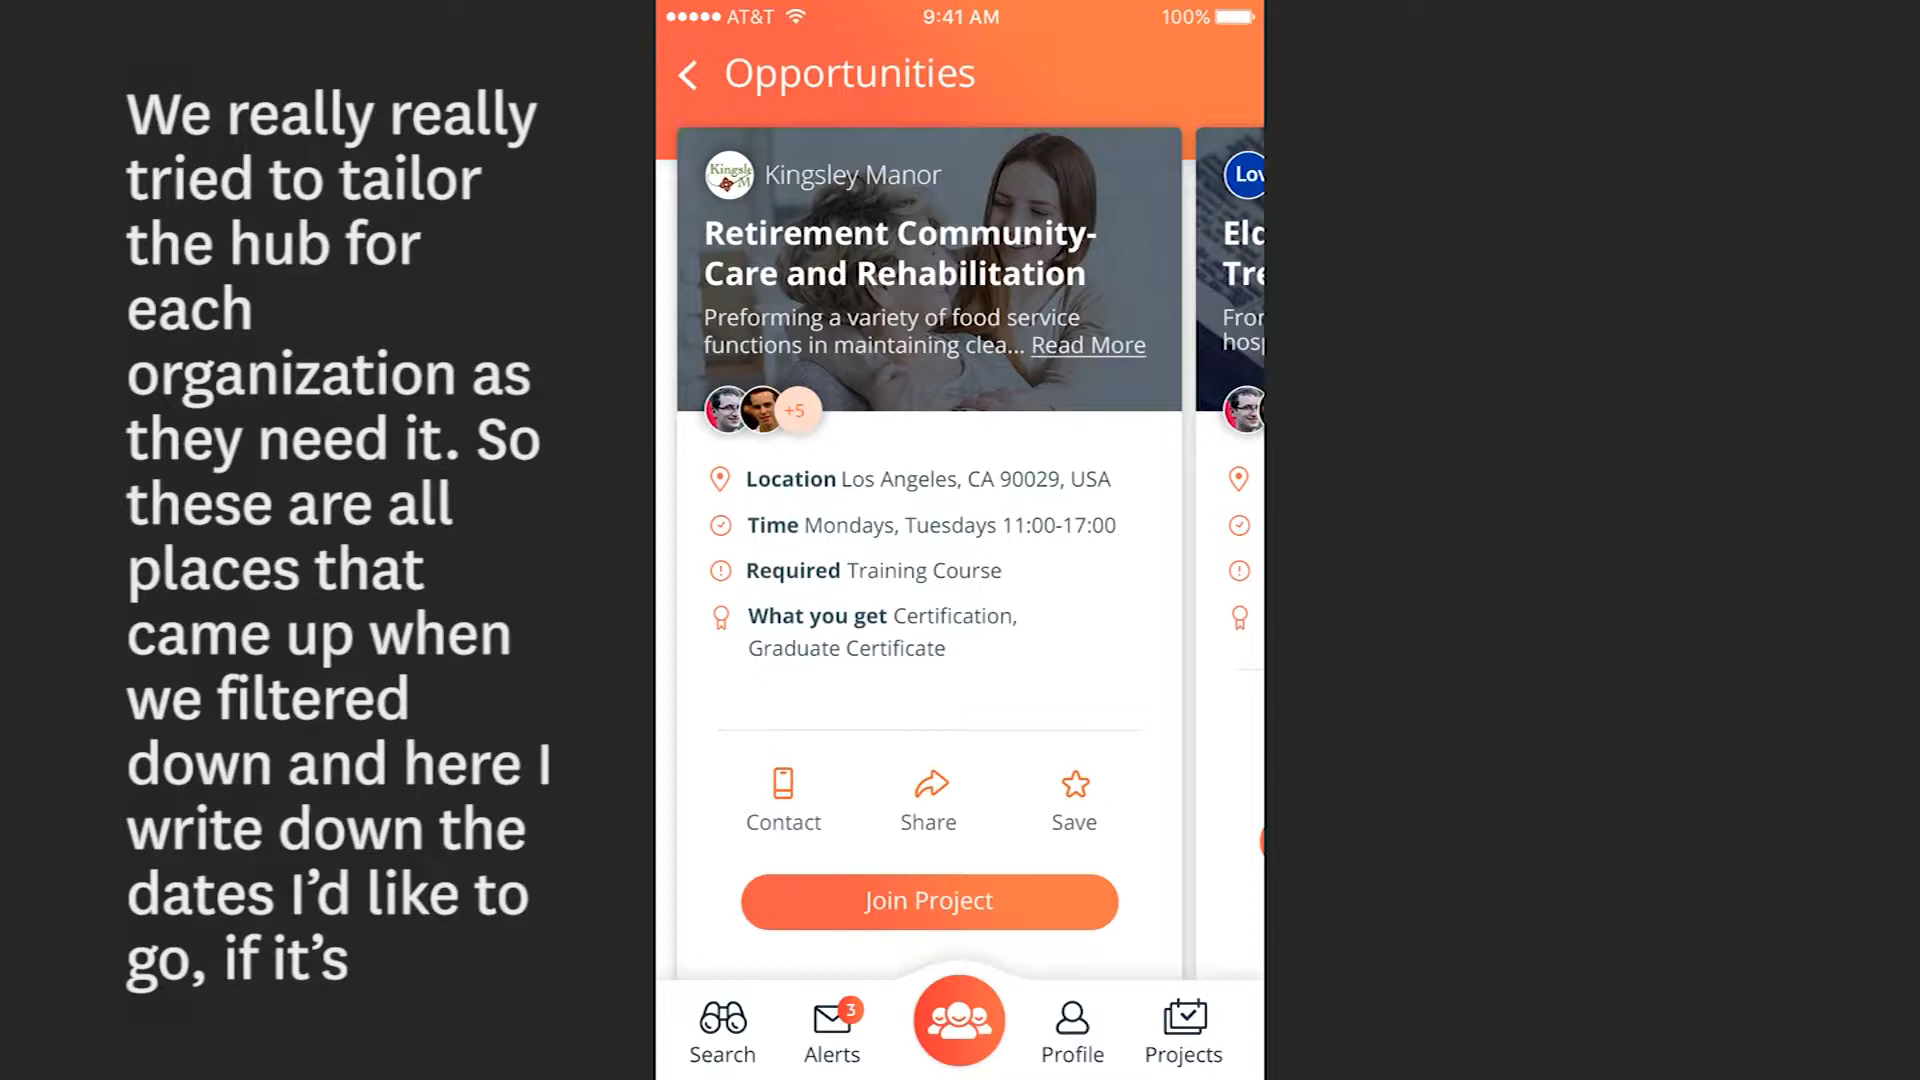 We really really
tried to tailor
the hub for
each
organization as
they need it. So
these are all
places that
came up when
we filtered
down and here I
write down the
dates I’d like to
go, if it’s
AT&T 9:41 AM 100%
Opportunities
Kingsley Manor
Retirement Community-
Care and Rehabilitation
Preforming a variety of food service
functions in maintaining clea... Read More
+5
Location Los Angeles, CA 90029, USA
Time Mondays, Tuesdays 11:00-17:00
Required Training Course
What you get Certification,
Graduate Certificate
Contact Share Save
Join Project
Lov
Eld
Tre
From
hosp
3
Search Alerts Profile Projects